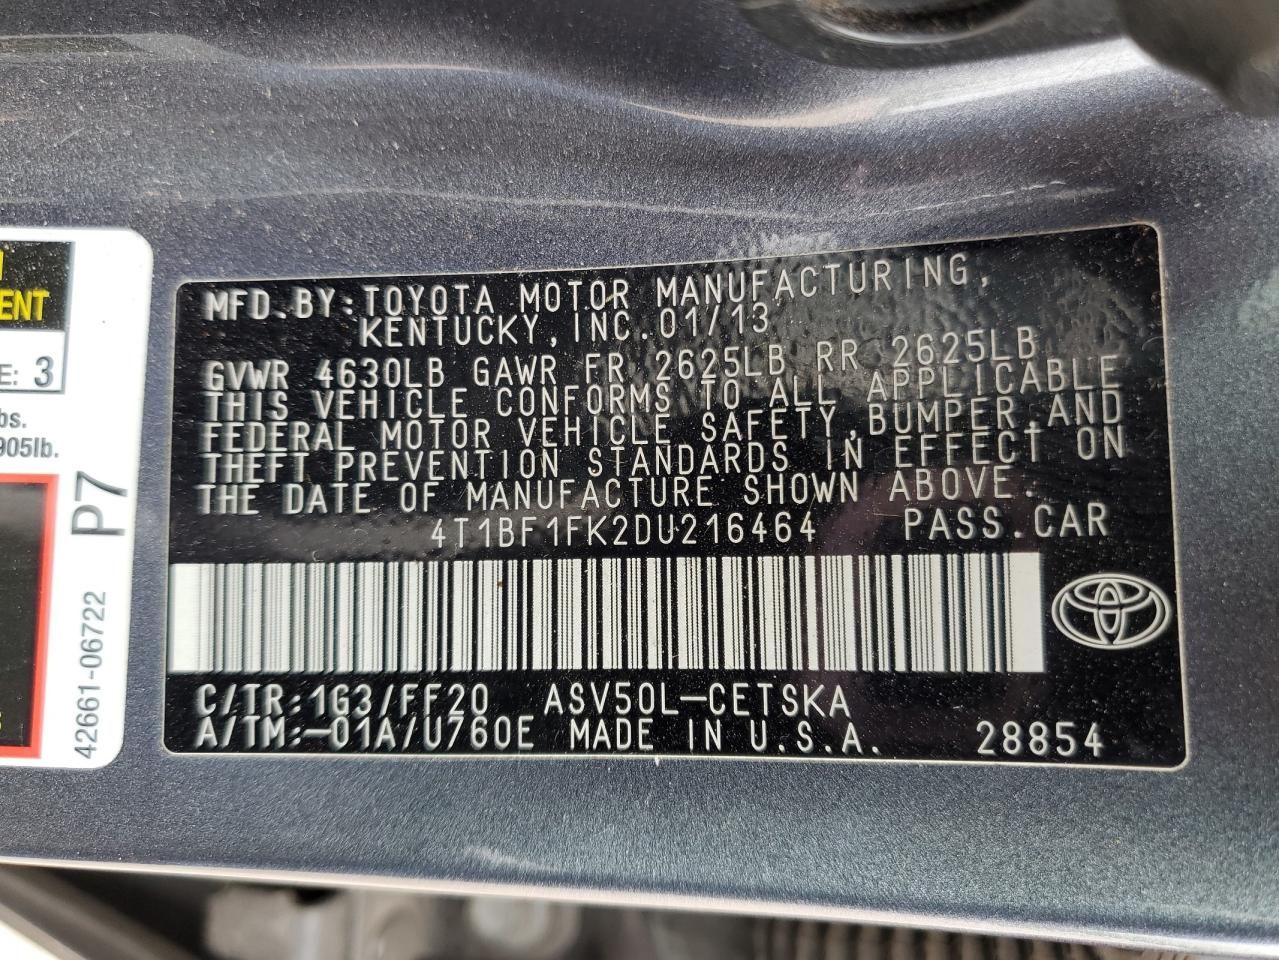 ENT
E: 3
bs.
905lb.
P7
42661-06722
MFD.BY:TOYOTA MOTOR MANUFACTURING,
KENTUCKY,INC.01/13
GVWR 4630LB GAWR FR 2625LB RR 2625LB
THIS VEHICLE CONFORMS TO ALL APPLICABLE
FEDERAL MOTOR VEHICLE SAFETY,BUMPER,AND
THEFT PREVENTION STANDARDS IN EFFECT ON
THE DATE OF MANUFACTURE SHOWN ABOVE.
4T1BF1FK2DU216464 PASS.CAR
C/TR:1G3/FF20 ASV50L-CETSKA
A/TM:-01A/U760E MADE IN U.S.A. 28854